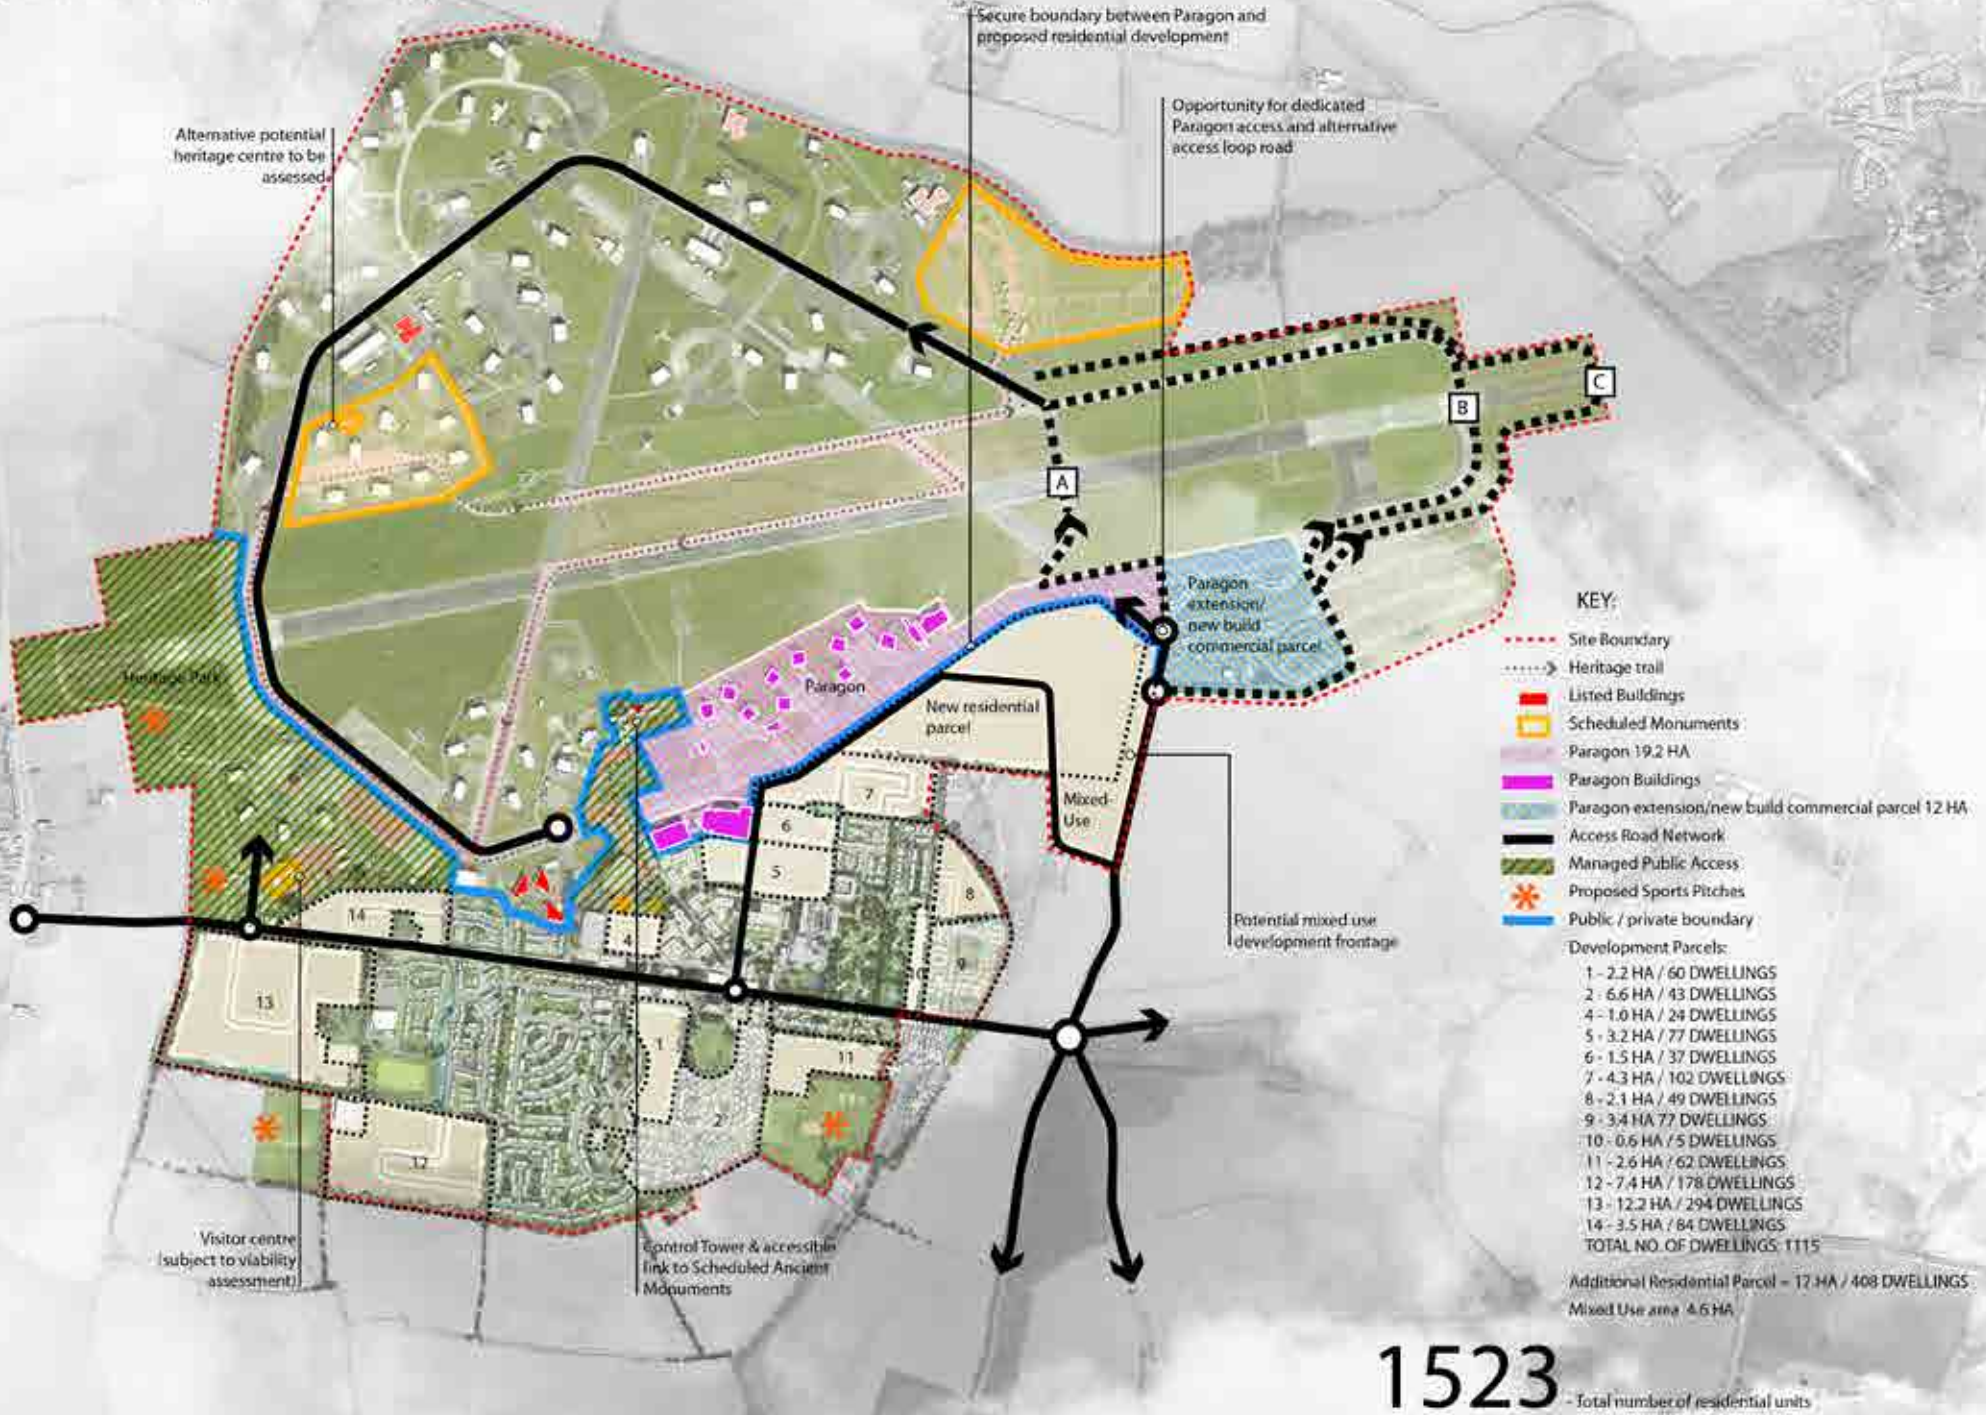 Secure boundary between Paragon and
proposed residential development
Opportunity for dedicated
Paragon access and alternative
access loop road
Alternative potential
heritage centre to be
assessed
C
B
A
Paragon
extension/
new build
commercial parcel
Heritage Park
Paragon
New residential
parcel
Mixed-
Use
7
6
5
8
14
4
9
10
13
1
11
2
12
Potential mixed use
development frontage
Visitor centre
(subject to viability
assessment)
Control Tower & accessible
link to Scheduled Ancient
Monuments
KEY:
Site Boundary
Heritage trail
Listed Buildings
Scheduled Monuments
Paragon 19.2 HA
Paragon Buildings
Paragon extension/new build commercial parcel 12 HA
Access Road Network
Managed Public Access
Proposed Sports Pitches
Public / private boundary
Development Parcels:
1 - 2.2 HA / 60 DWELLINGS
2 - 6.6 HA / 43 DWELLINGS
4 - 1.0 HA / 24 DWELLINGS
5 - 3.2 HA / 77 DWELLINGS
6 - 1.5 HA / 37 DWELLINGS
7 - 4.3 HA / 102 DWELLINGS
8 - 2.1 HA / 49 DWELLINGS
9 - 3.4 HA 77 DWELLINGS
10 - 0.6 HA / 5 DWELLINGS
11 - 2.6 HA / 62 DWELLINGS
12 - 7.4 HA / 178 DWELLINGS
13 - 12.2 HA / 294 DWELLINGS
14 - 3.5 HA / 84 DWELLINGS
TOTAL NO. OF DWELLINGS: 1115
Additional Residential Parcel = 17 HA / 408 DWELLINGS
Mixed Use area 4.6 HA
1523 - Total number of residential units